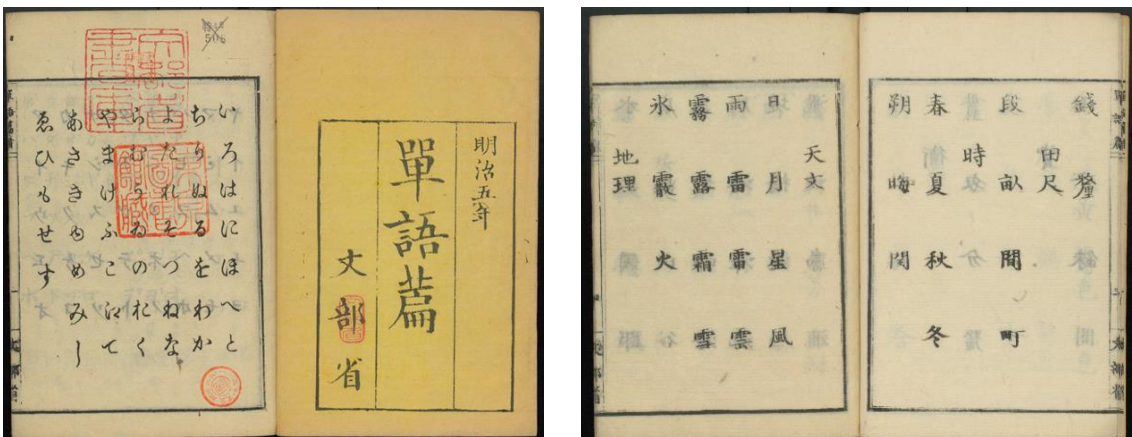 明治五年
單語篇
文部省
いろはにほへと
ちりぬるをわか
よたれそつねな
らむうゐのおく
やまけふこえて
あさきゆめみし
ゑひもせす
錢 釐
田尺
段 畝 間 町
時
春 夏 秋 冬
朔 晦 閏
天文
日 月 星 風
雨 雷 電 雲
霧 露 霜 雪
氷 霰 火
地理